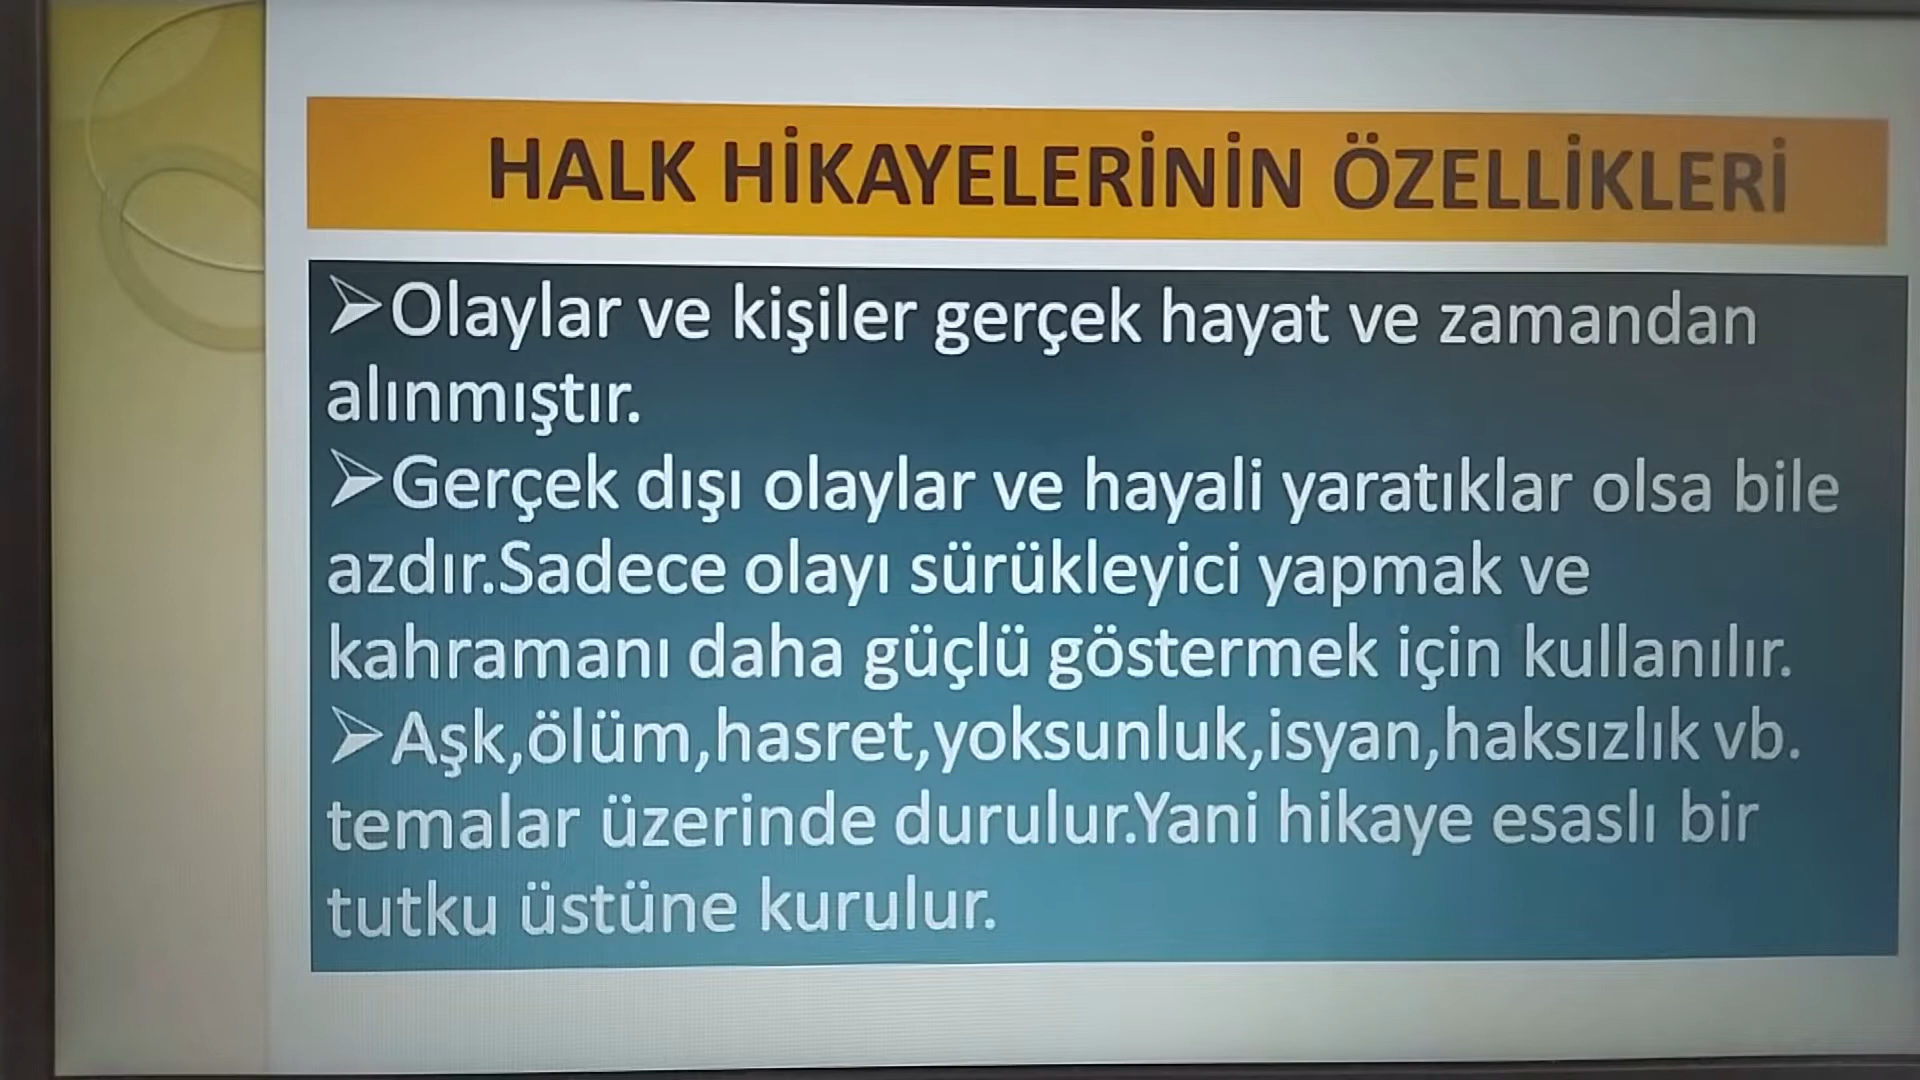 HALK HİKAYELERİNİN ÖZELLİKLERİ
➢Olaylar ve kişiler gerçek hayat ve zamandan
alınmıştır.
➢Gerçek dışı olaylar ve hayali yaratıklar olsa bile
azdır.Sadece olayı sürükleyici yapmak ve
kahramanı daha güçlü göstermek için kullanılır.
➢Aşk,ölüm,hasret,yoksunluk,isyan,haksızlık vb.
temalar üzerinde durulur.Yani hikaye esaslı bir
tutku üstüne kurulur.